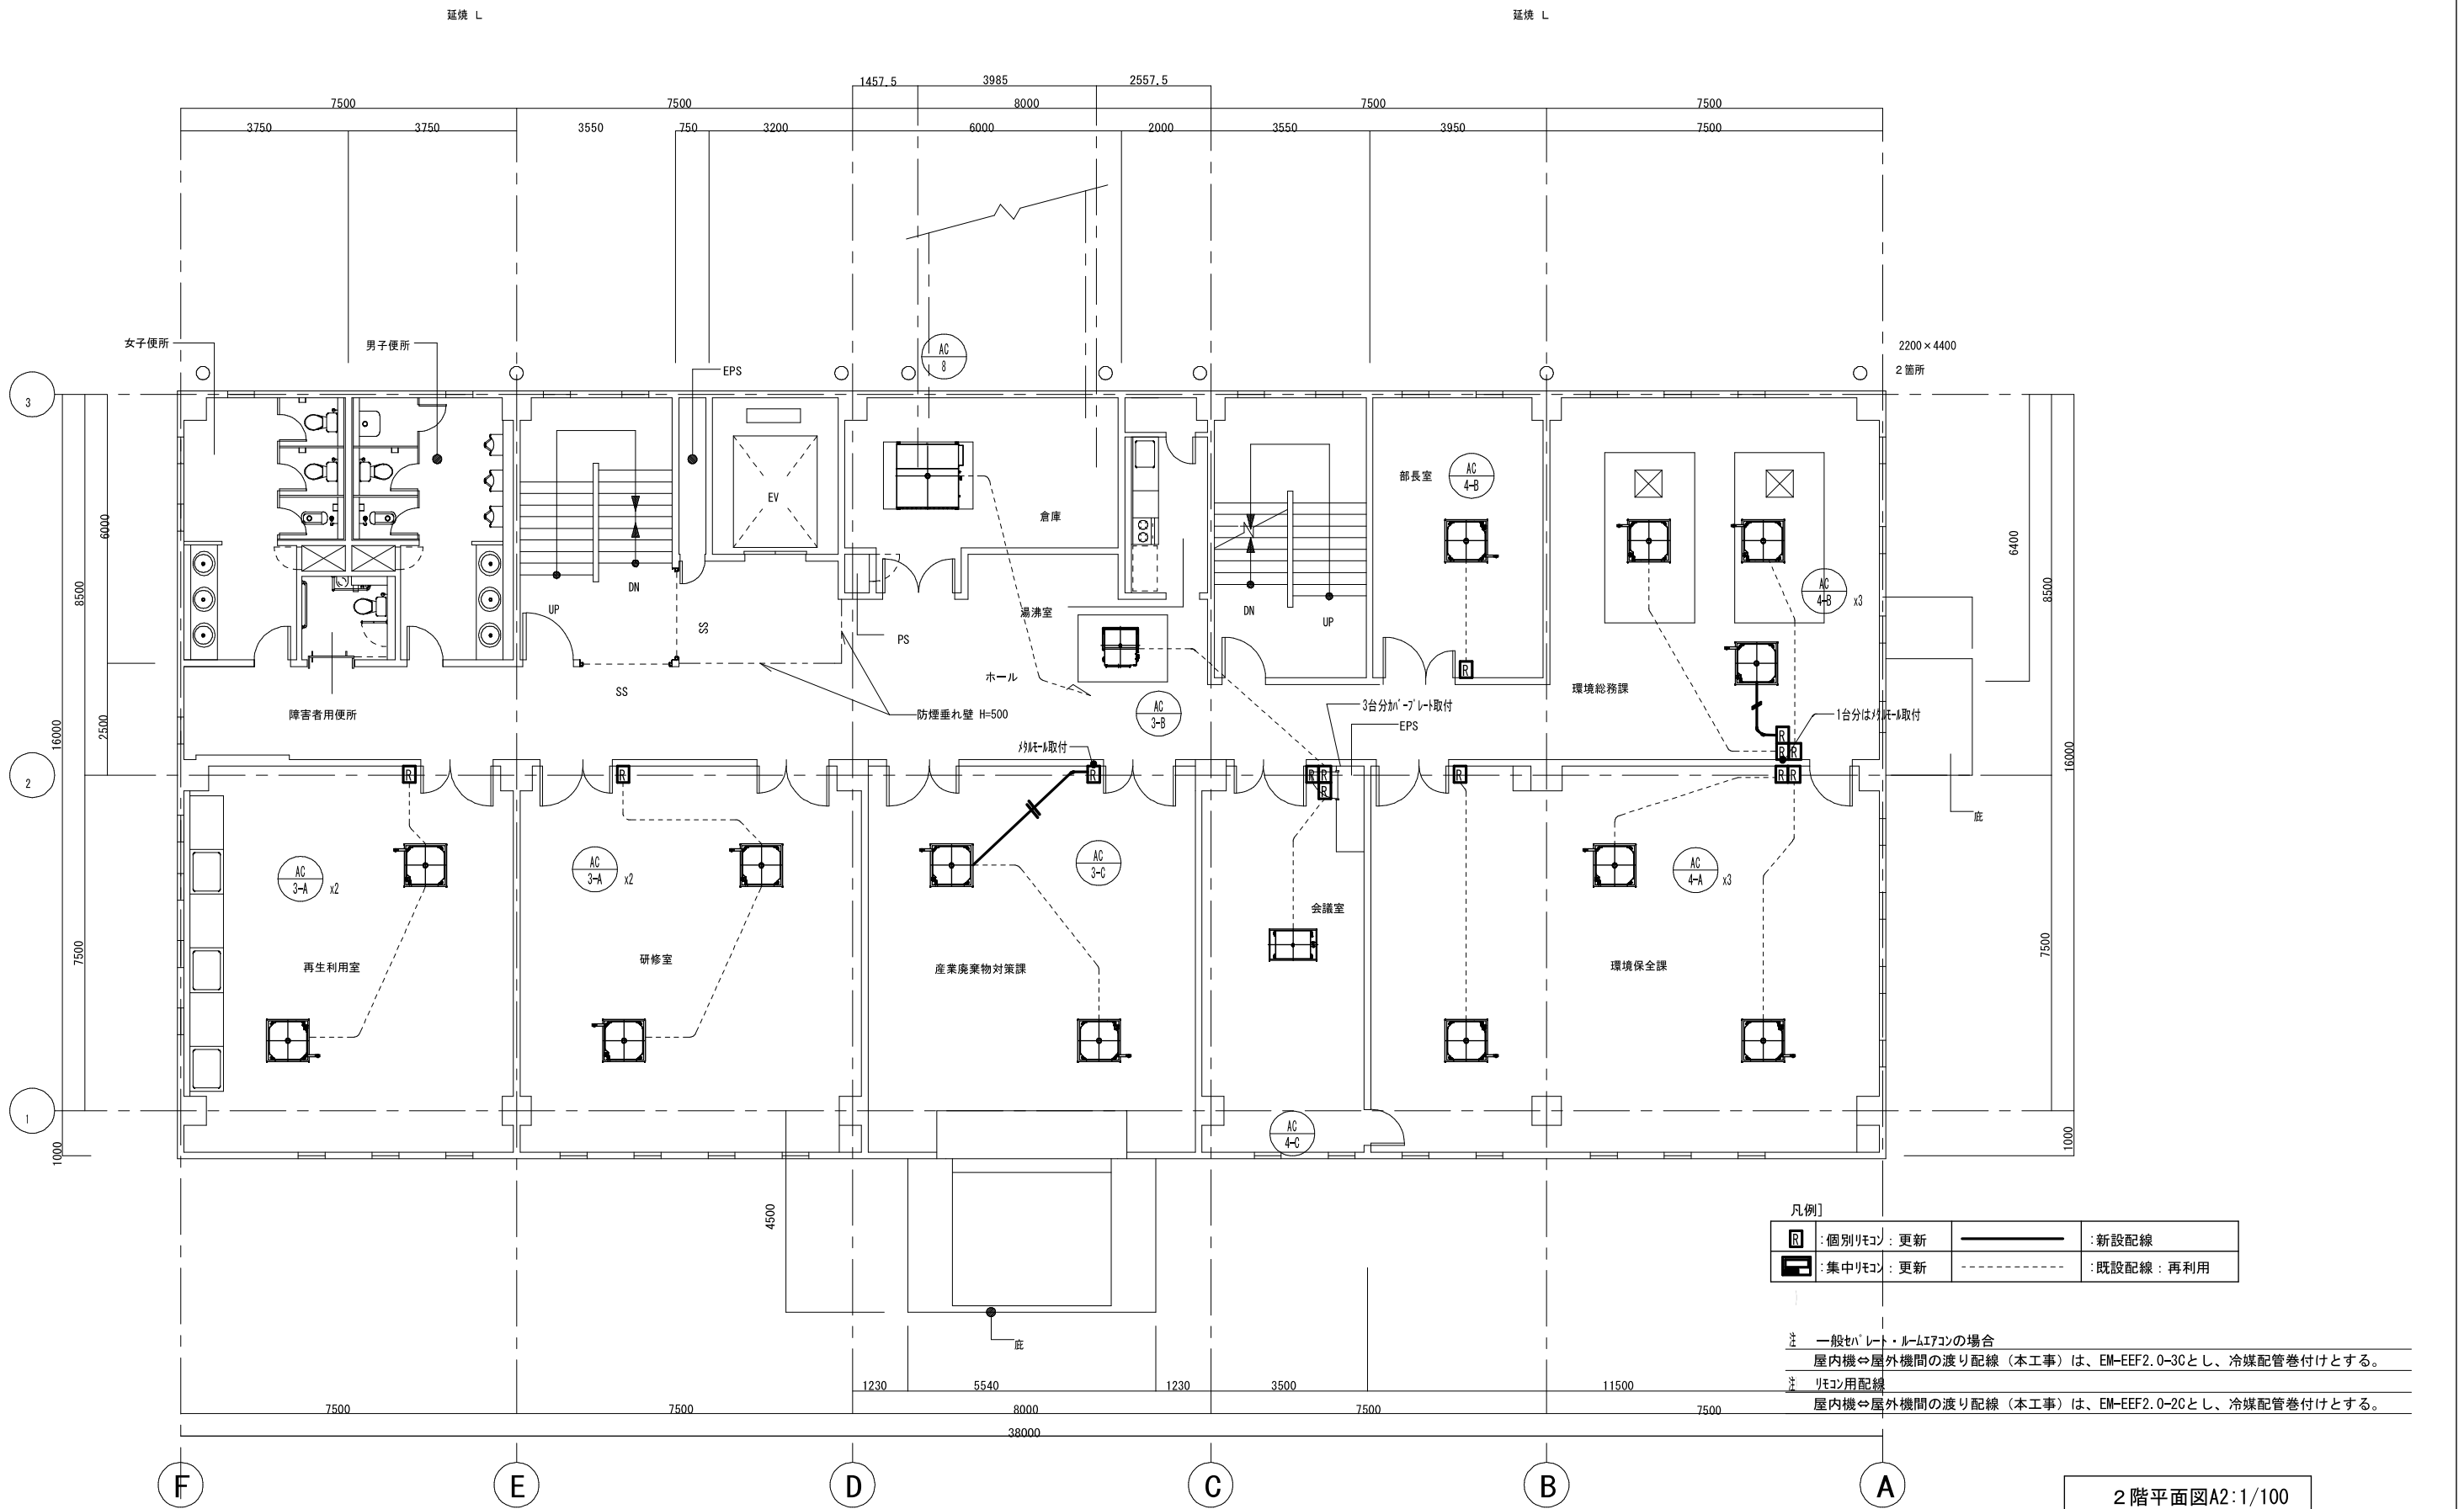 延焼 L
延焼 L
1457.5
3985
2557.5
7500
7500
8000
7500
7500
3750
3750
3550
750
3200
6000
2000
3550
3950
7500
女子便所
男子便所
EPS
AC
8
2200×4400
2箇所
3
部長室
AC
4-B
EV
倉庫
6000
6400
8500
8500
AC
4-B
x3
DN
UP
SS
PS
湯沸室
DN
UP
ホール
環境総務課
SS
障害者用便所
防煙垂れ壁 H=500
AC
3-B
3台分ｶﾊﾞｰﾌﾟﾚｰﾄ取付
EPS
1台分はﾒﾀﾙﾓｰﾙ取付
ﾒﾀﾙﾓｰﾙ取付
16000
2500
16000
2
R
R
R
R
R
R
R
R
R
R
R
R
R
庇
AC
3-A
x2
AC
3-A
x2
AC
3-C
会議室
AC
4-A
x3
7500
7500
再生利用室
研修室
産業廃棄物対策課
環境保全課
1
1000
AC
4-C
1000
4500
庇
凡例]
R
:個別ﾘﾓｺﾝ：更新
:新設配線
:集中ﾘﾓｺﾝ：更新
:既設配線：再利用
注 一般ｾﾊﾟﾚｰﾄ・ﾙｰﾑｴｱｺﾝの場合
屋内機⇔屋外機間の渡り配線（本工事）は、EM-EEF2.0-3Cとし、冷媒配管巻付けとする。
注 ﾘﾓｺﾝ用配線
屋内機⇔屋外機間の渡り配線（本工事）は、EM-EEF2.0-2Cとし、冷媒配管巻付けとする。
1230
5540
1230
3500
11500
7500
7500
8000
7500
7500
38000
F
E
D
C
B
A
２階平面図A2:1/100